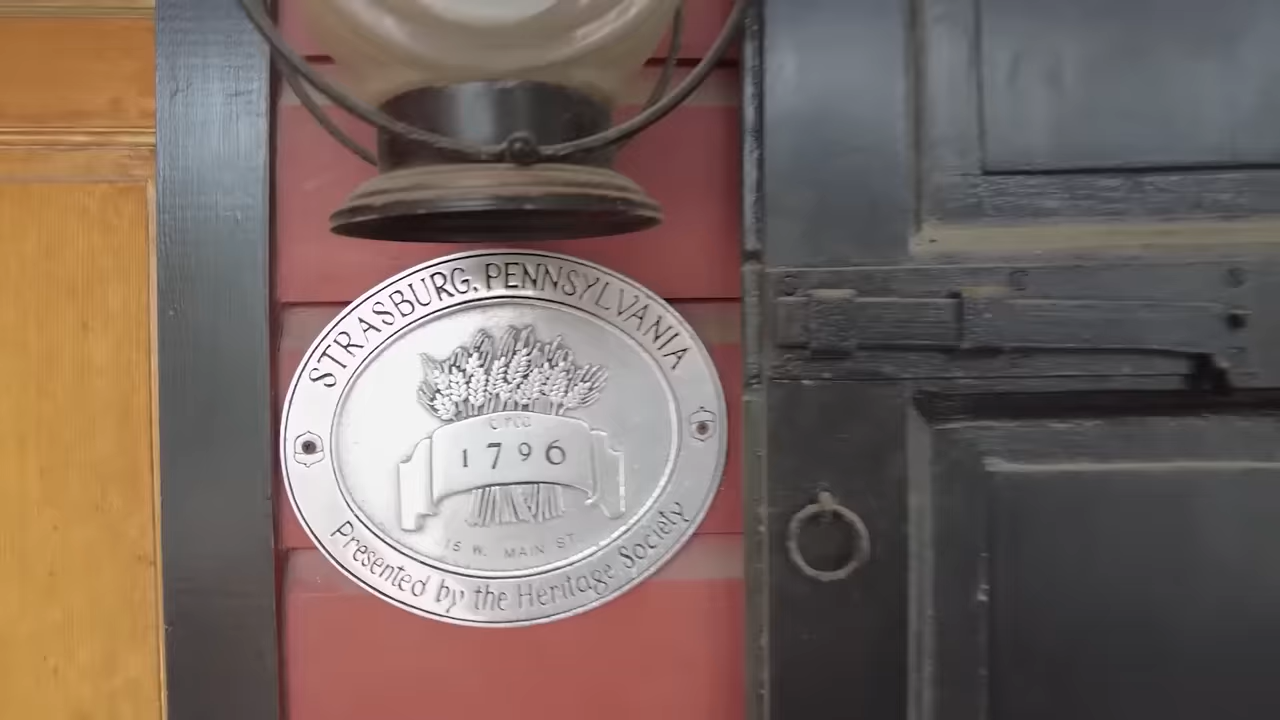 STRASBURG, PENNSYLVANIA
circa
1796
15 W. MAIN ST.
Presented by the Heritage Society